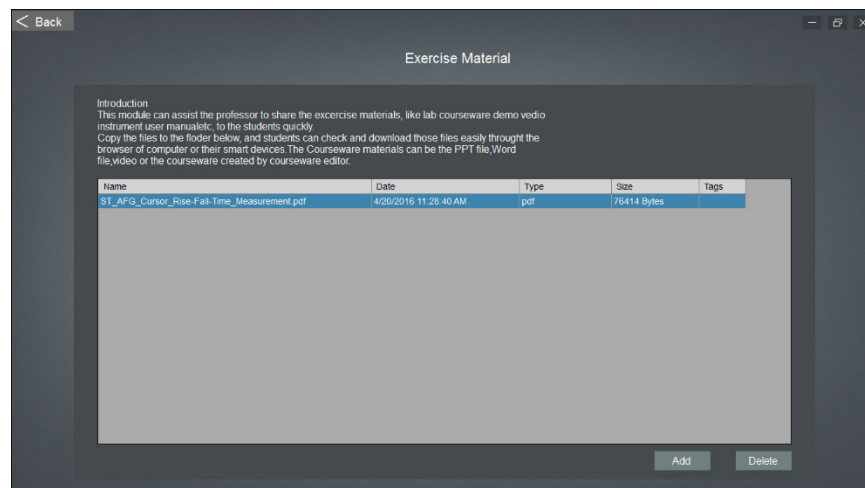 < Back
Exercise Material
Introduction
This module can assist the professor to share the excercise materials, like lab courseware demo vedio
instrument user manualetc, to the students quickly.
Copy the files to the floder below, and students can check and download those files easily throught the
browser of computer or their smart devices.The Courseware materials can be the PPT file,Word
file,video or the courseware created by courseware editor.
Name Date Type Size Tags
ST_AFG_Cursor_Rise-Fall-Time_Measurement.pdf 4/20/2016 11:28:40 AM pdf 76414 Bytes
Add Delete